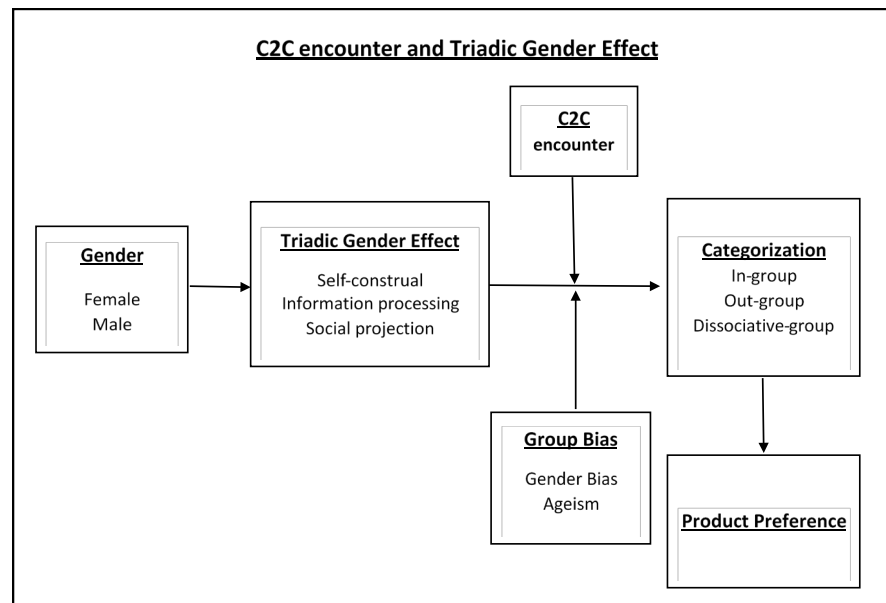 C2C encounter and Triadic Gender Effect
C2C
encounter
Gender
Female
Male
Triadic Gender Effect
Self-construal
Information processing
Social projection
Categorization
In-group
Out-group
Dissociative-group
Group Bias
Gender Bias
Ageism
Product Preference